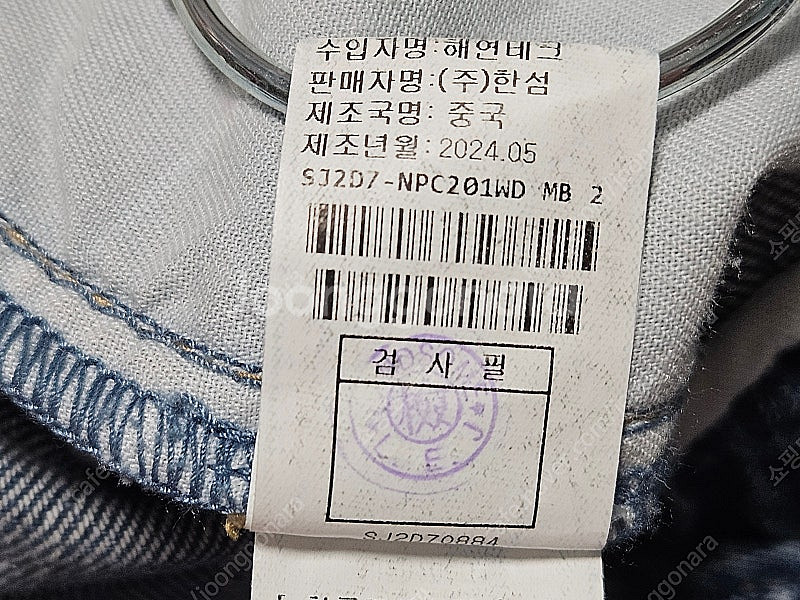 수입자명:해연테크
판매자명:(주)한섬
제조국명: 중국
제조년월: 2024.05
SJ2D7-NPC201WD MB 2
검 사 필
檢
SJ2D70884